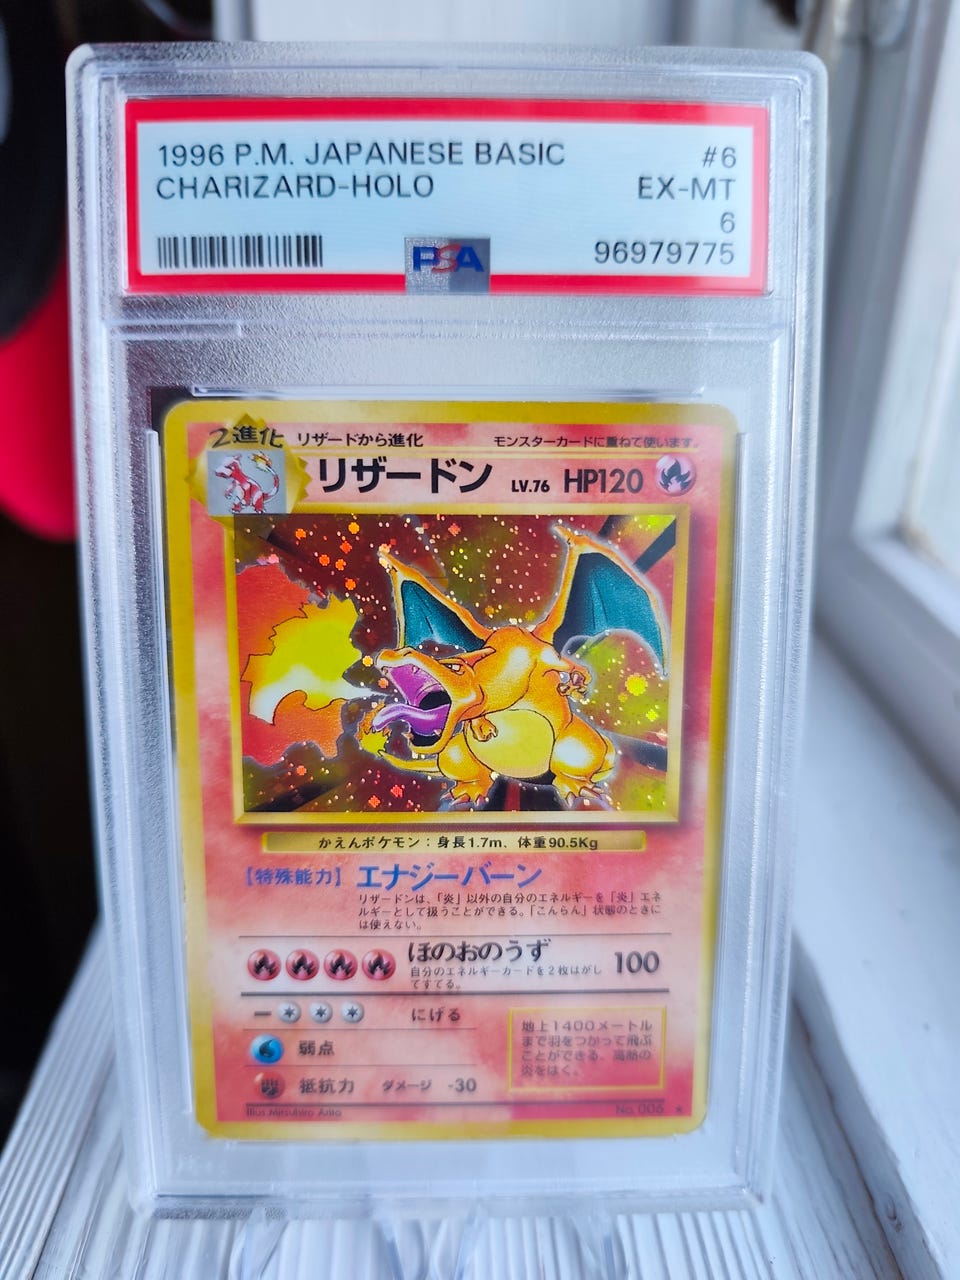 1996 P.M. JAPANESE BASIC #6
CHARIZARD-HOLO EX-MT
6
PSA 96979775
2進化 リザードから進化 モンスターカードに重ねて使います。
リザードン LV.76 HP120
かえんポケモン：身長1.7m、体重90.5Kg
【特殊能力】エナジーバーン
リザードンは、「炎」以外の自分のエネルギーを「炎」エネ
ルギーとして扱うことができる。「こんらん」状態のときに
は使えない。
ほのおのうず 100
自分のエネルギーカードを2枚はがし
てすてる。
にげる
弱点
抵抗力 ダメージ -30
地上1400メートル
まで羽をつかって飛ぶ
ことができる。高熱の
炎をはく。
Illus.Mitsuhiro Arita No.006 ★